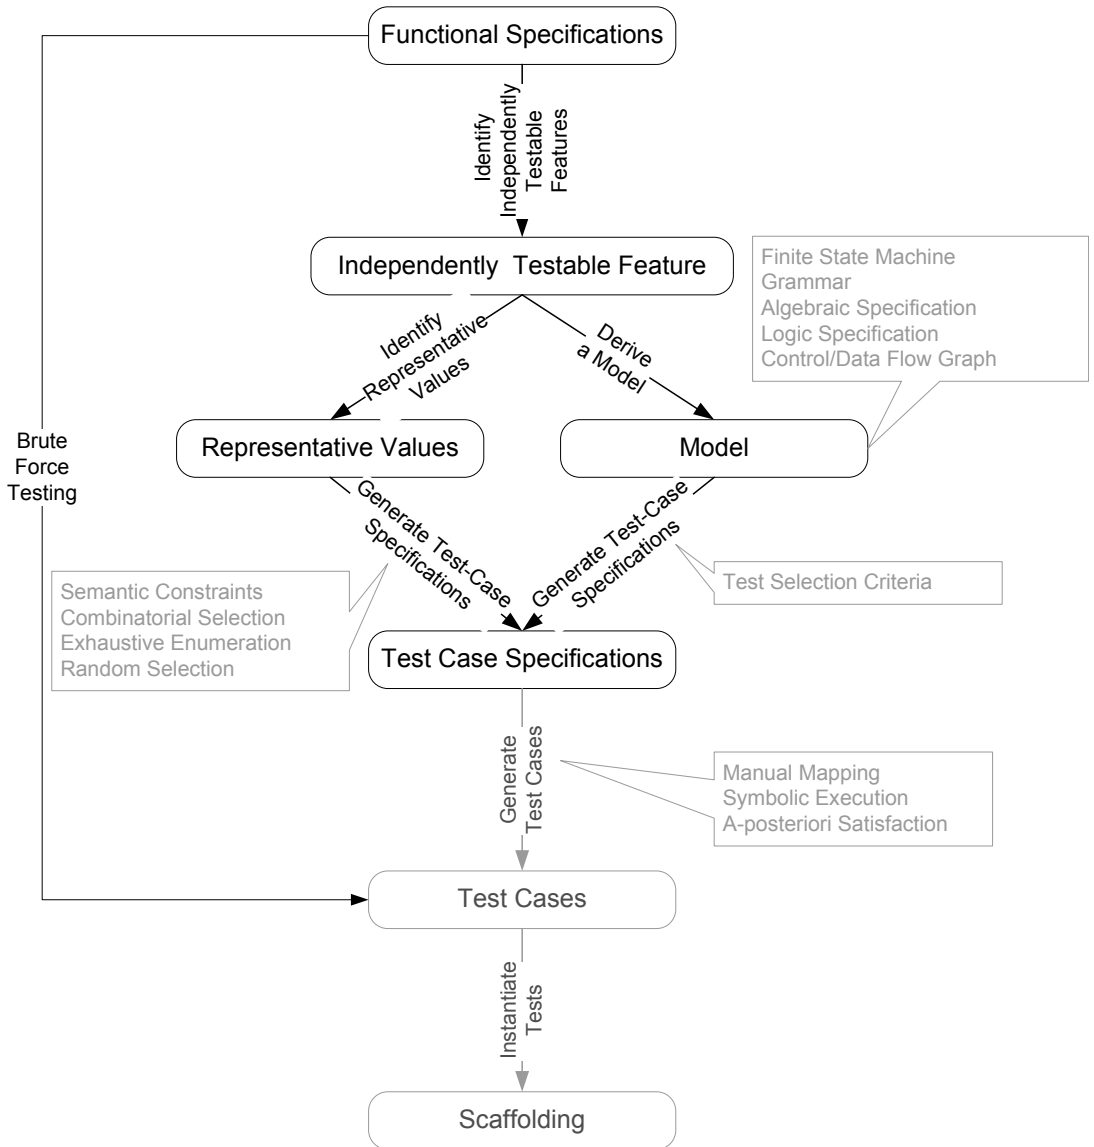 Functional Specifications
Identify
Independently
Testable
Features
Independently Testable Feature
Finite State Machine
Grammar
Algebraic Specification
Logic Specification
Control/Data Flow Graph
Identify
Representative
Values
Derive
a Model
Brute
Force
Testing
Representative Values
Model
Generate Test-Case
Specifications
Generate Test-Case
Specifications
Semantic Constraints
Combinatorial Selection
Exhaustive Enumeration
Random Selection
Test Selection Criteria
Test Case Specifications
Generate
Test Cases
Manual Mapping
Symbolic Execution
A-posteriori Satisfaction
Test Cases
Instantiate
Tests
Scaffolding